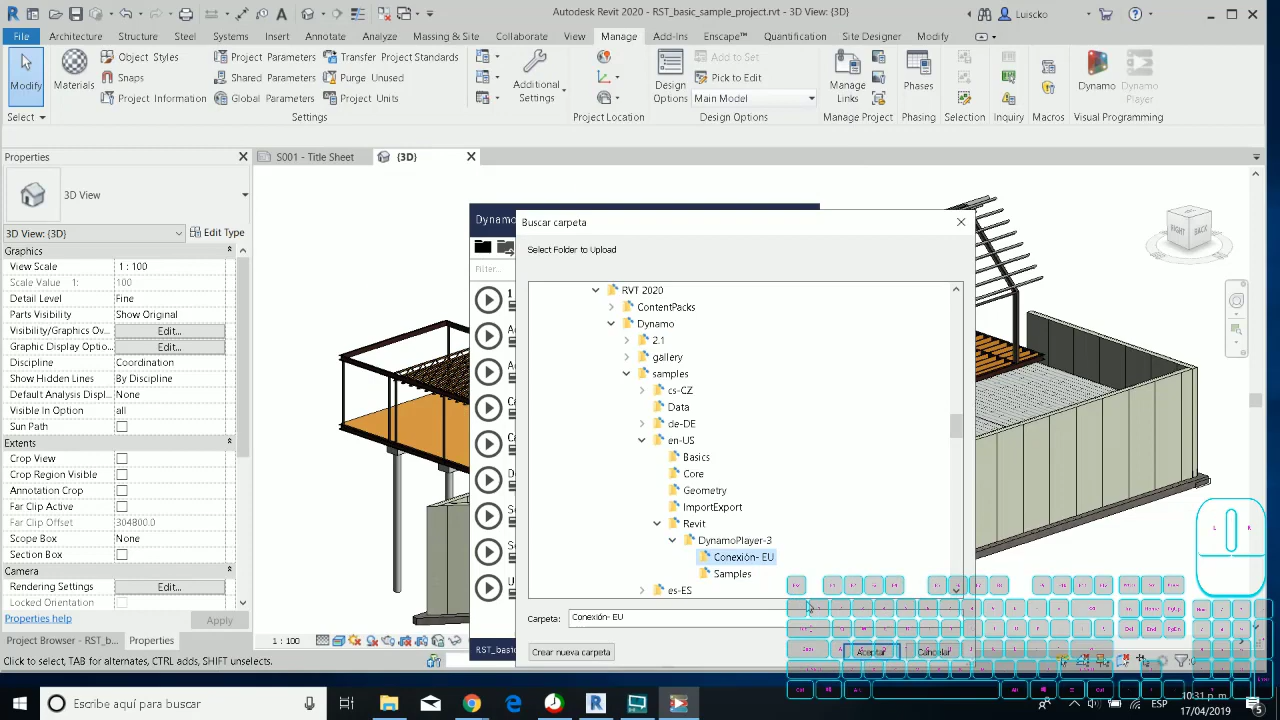 Autodesk Revit 2020 - RST_basic_sample_project.rvt - 3D View: {3D}
Luiscko
File
Architecture
Structure
Steel
Systems
Insert
Annotate
Analyze
Massing & Site
Collaborate
View
Manage
Add-Ins
Enscape™
Quantification
Site Designer
Modify
Modify
Materials
Object Styles
Snaps
Project Information
Project Parameters
Shared Parameters
Global Parameters
Transfer Project Standards
Purge Unused
Project Units
Additional Settings
Design Options
Add to Set
Pick to Edit
Main Model
Manage Links
Phases
Dynamo
Dynamo Player
Select
Settings
Project Location
Design Options
Manage Project
Phasing
Selection
Inquiry
Macros
Visual Programming
Properties
S001 - Title Sheet
{3D}
3D View
3D View: {3D}
Edit Type
Graphics
View Scale 1 : 100
Scale Value 1: 100
Detail Level Fine
Parts Visibility Show Original
Visibility/Graphics Ov... Edit...
Graphic Display Optio... Edit...
Discipline Coordination
Show Hidden Lines By Discipline
Default Analysis Displ... None
Visible In Option all
Sun Path
Extents
Crop View
Crop Region Visible
Annotation Crop
Far Clip Active
Far Clip Offset 304800.0
Scope Box None
Section Box
Camera
Rendering Settings Edit...
Locked Orientation
Properties help
Apply
Project Browser - RST_b...
Properties
Click to select, TAB for alternates, CTRL adds, SHIFT unselects.
1 : 100
Dynamo
Filter...
RST_basic
Buscar carpeta
Select Folder to Upload
RVT 2020
ContentPacks
Dynamo
2.1
gallery
samples
cs-CZ
Data
de-DE
en-US
Basics
Core
Geometry
ImportExport
Revit
DynamoPlayer-3
Conexión- EU
Samples
es-ES
Carpeta:
Conexión- EU
Crear nueva carpeta
Aceptar
Cancelar
RIGHT
BACK
L
R
Escribe aquí para buscar
ESP
10:31 p. m.
17/04/2019
5